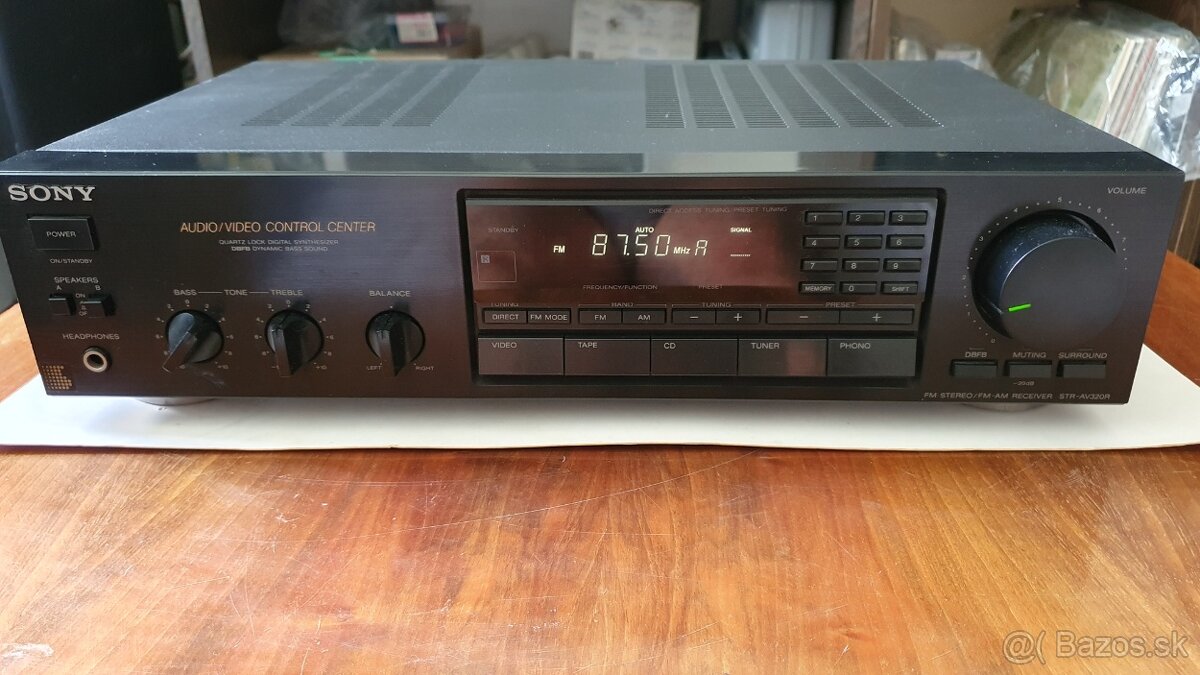 SONY
VOLUME
POWER
ON/STANDBY
SPEAKERS
A B
ON
OFF
HEADPHONES
AUDIO/VIDEO CONTROL CENTER
QUARTZ LOCK DIGITAL SYNTHESIZER
DBFB DYNAMIC BASS SOUND
BASS TONE TREBLE
BALANCE
LEFT RIGHT
DIRECT ACCESS TUNING/PRESET TUNING
STANDBY
AUTO
SIGNAL
FM 87.50 MHz A
FREQUENCY/FUNCTION
PRESET
1 2 3
4 5 6
7 8 9
MEMORY 0 SHIFT
TUNING BAND TUNING PRESET
DIRECT FM MODE FM AM − + − +
VIDEO TAPE CD TUNER PHONO
DBFB MUTING SURROUND
-20dB
FM STEREO/FM-AM RECEIVER STR-AV320R
@( Bazos.sk